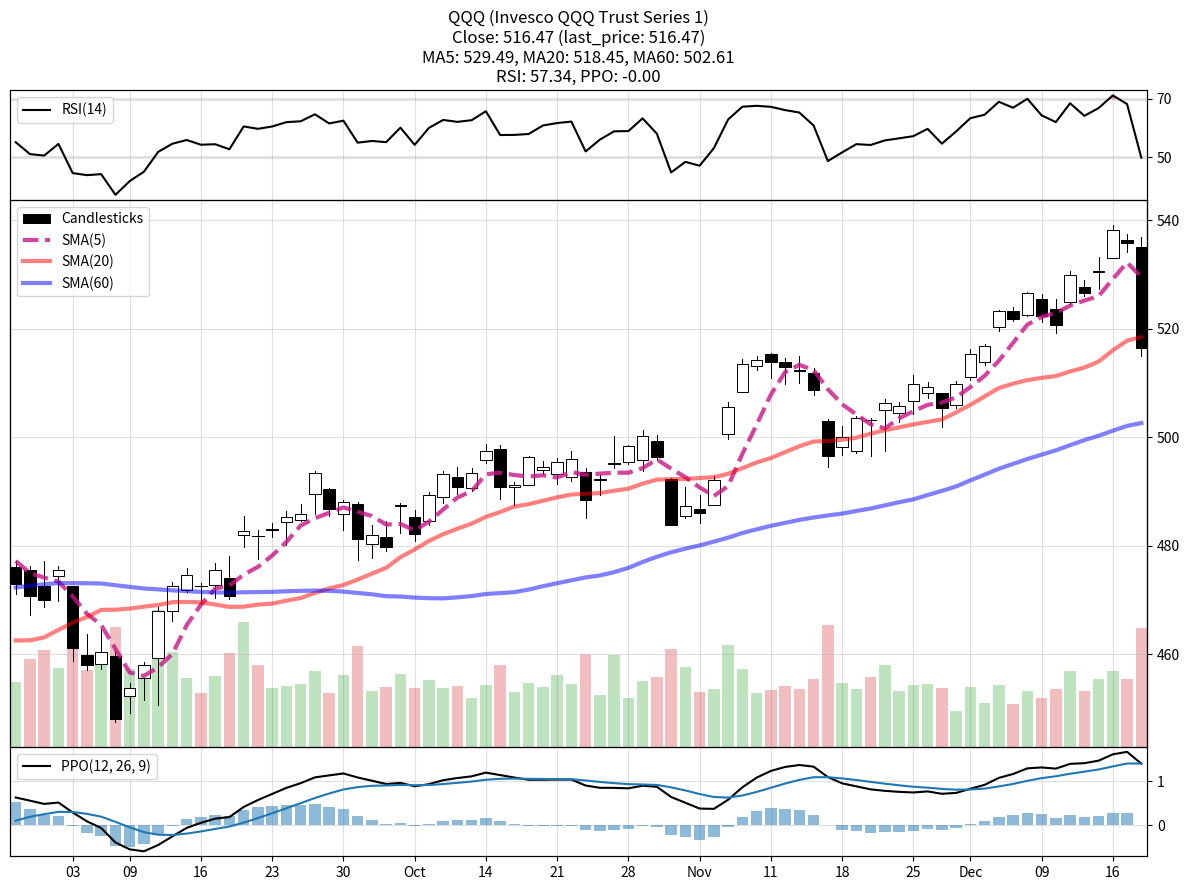 QQQ (Invesco QQQ Trust Series 1)
Close: 516.47 (last_price: 516.47)
MA5: 529.49, MA20: 518.45, MA60: 502.61
RSI: 57.34, PPO: -0.00
RSI(14)
70
50
Candlesticks
SMA(5)
SMA(20)
SMA(60)
540
520
500
480
460
PPO(12, 26, 9)
1
0
03 09 16 23 30 Oct 14 21 28 Nov 11 18 25 Dec 09 16